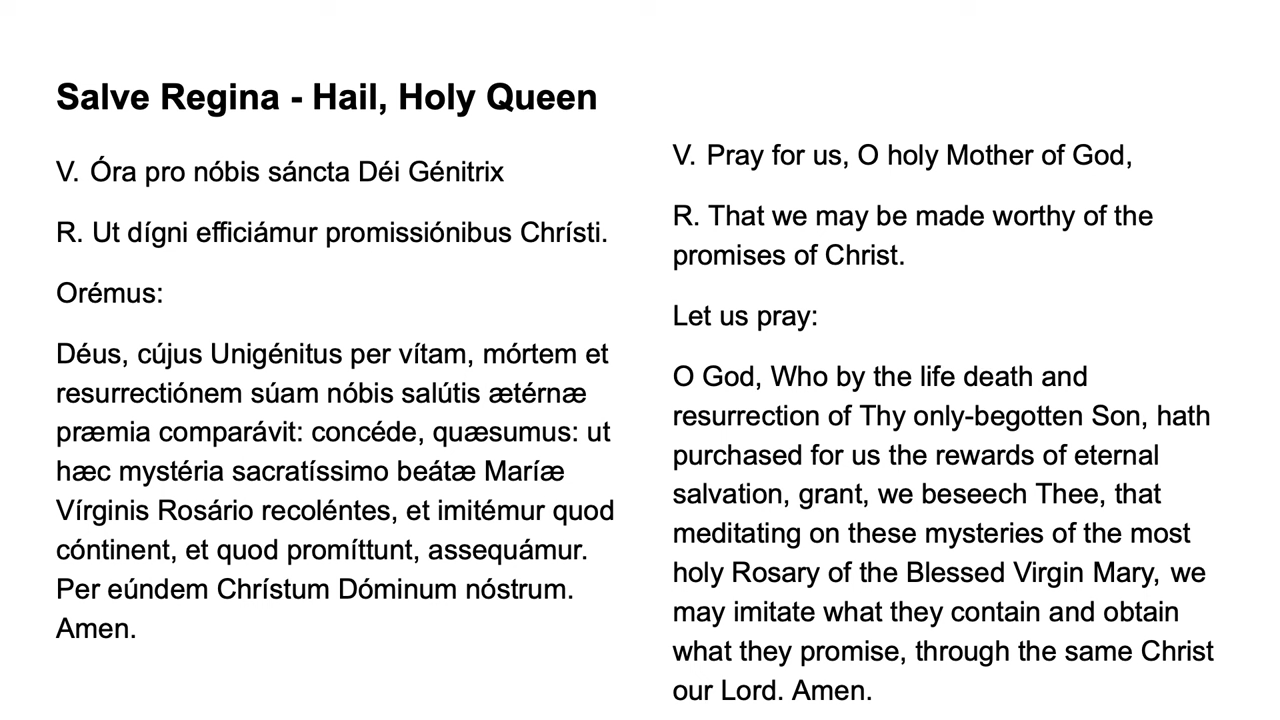 Salve Regina - Hail, Holy Queen
V. Óra pro nóbis sáncta Déi Génitrix
R. Ut dígni efficiámur promissiónibus Chrísti.
Orémus:
Déus, cújus Unigénitus per vítam, mórtem et
resurrectiónem súam nóbis salútis ætérnæ
præmia comparávit: concéde, quæsumus: ut
hæc mystéria sacratíssimo beátæ Maríæ
Vírginis Rosário recoléntes, et imitémur quod
cóntinent, et quod promíttunt, assequámur.
Per eúndem Chrístum Dóminum nóstrum.
Amen.
V. Pray for us, O holy Mother of God,
R. That we may be made worthy of the
promises of Christ.
Let us pray:
O God, Who by the life death and
resurrection of Thy only-begotten Son, hath
purchased for us the rewards of eternal
salvation, grant, we beseech Thee, that
meditating on these mysteries of the most
holy Rosary of the Blessed Virgin Mary, we
may imitate what they contain and obtain
what they promise, through the same Christ
our Lord. Amen.